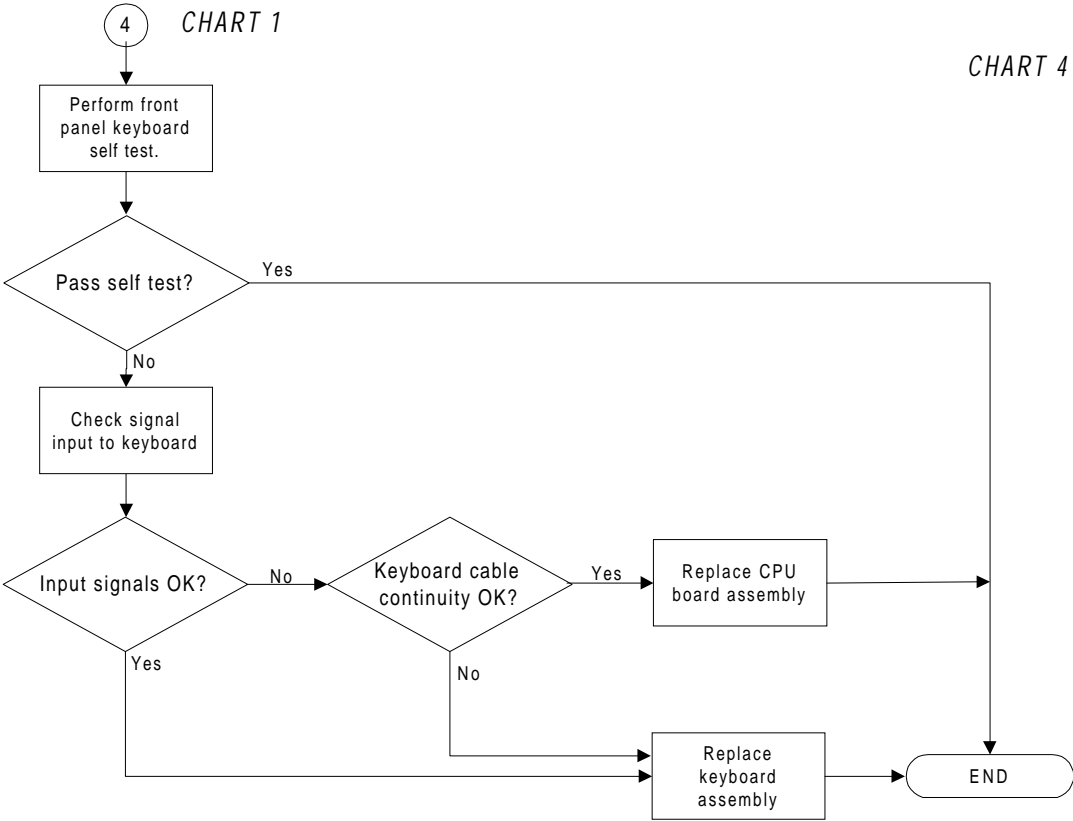 4
CHART 1
CHART 4
Perform front
panel keyboard
self test.
Pass self test?
Yes
No
Check signal
input to keyboard
Input signals OK?
No
Keyboard cable
continuity OK?
Yes
Replace CPU
board assembly
Yes
No
Replace
keyboard
assembly
END